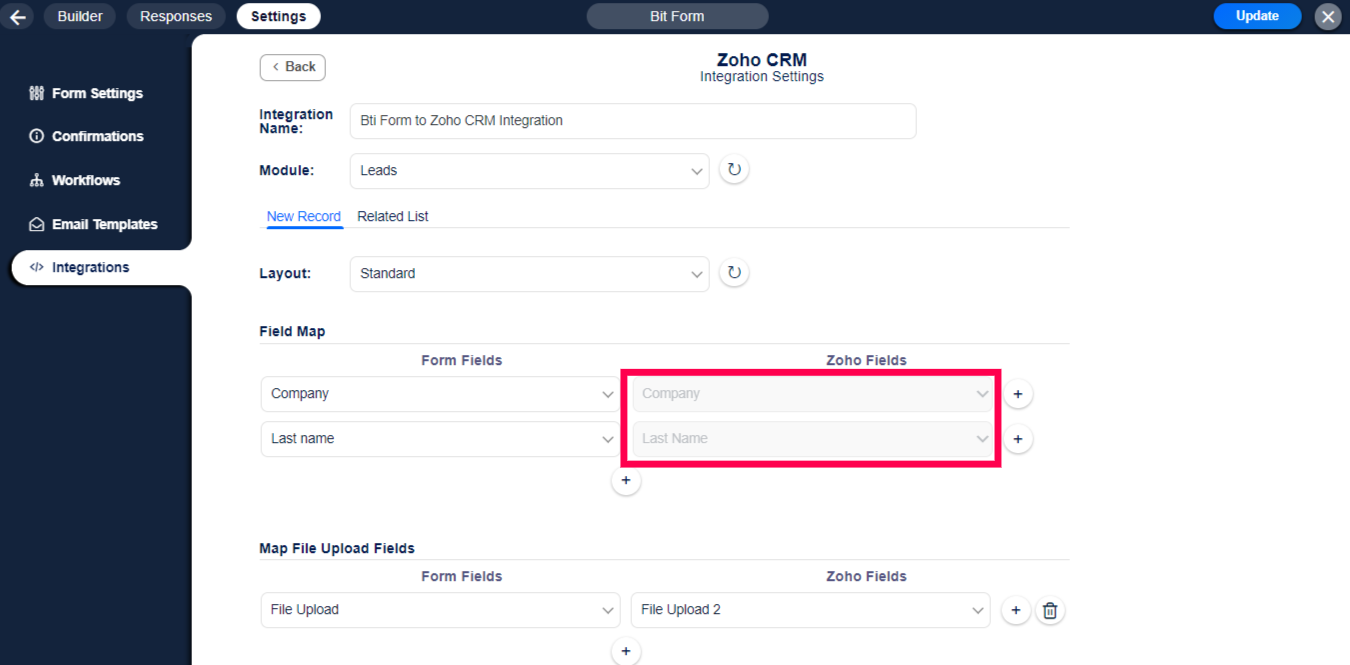 Builder
Responses
Settings
Bit Form
Update
Form Settings
Confirmations
Workflows
Email Templates
Integrations
Back
Zoho CRM
Integration Settings
Integration
Name:
Bti Form to Zoho CRM Integration
Module:
Leads
New Record
Related List
Layout:
Standard
Field Map
Form Fields
Zoho Fields
Company
Company
Last name
Last Name
Map File Upload Fields
Form Fields
Zoho Fields
File Upload
File Upload 2